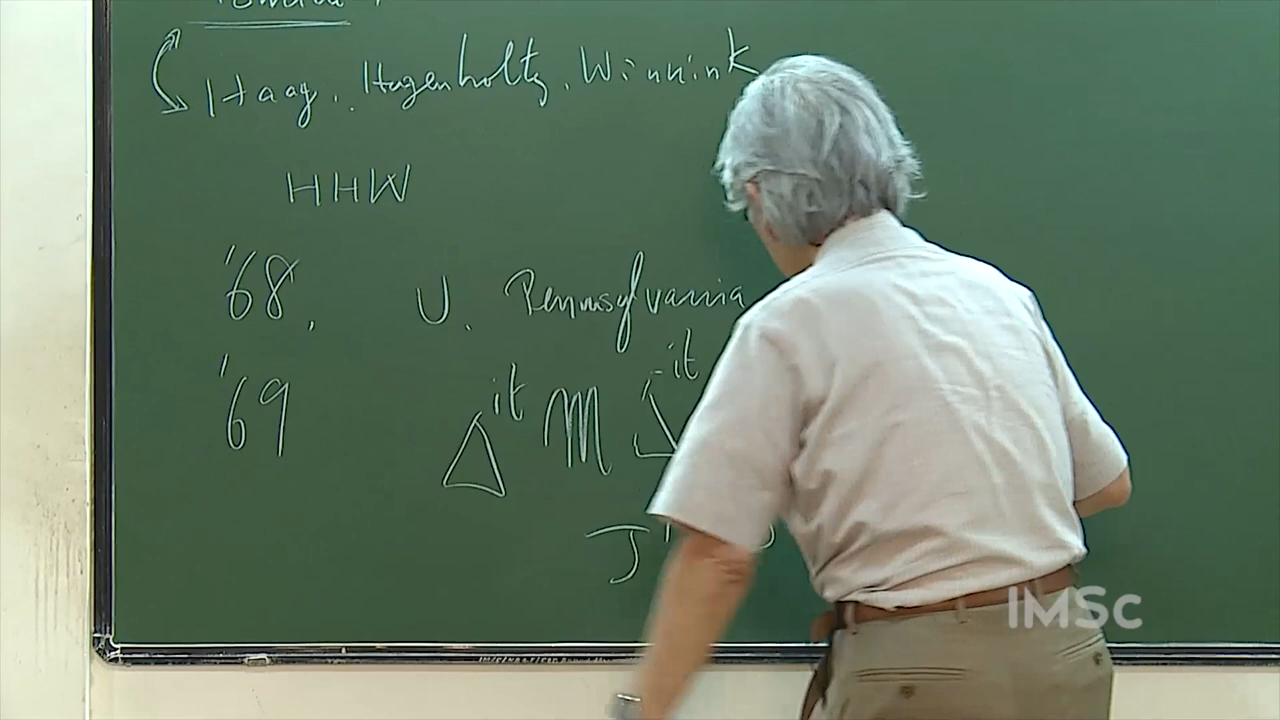 Haag, Hugenholtz, Winnink
HHW
'68, U. Pennsylvania
'69 Δ^it M Δ^it
J
IMSc